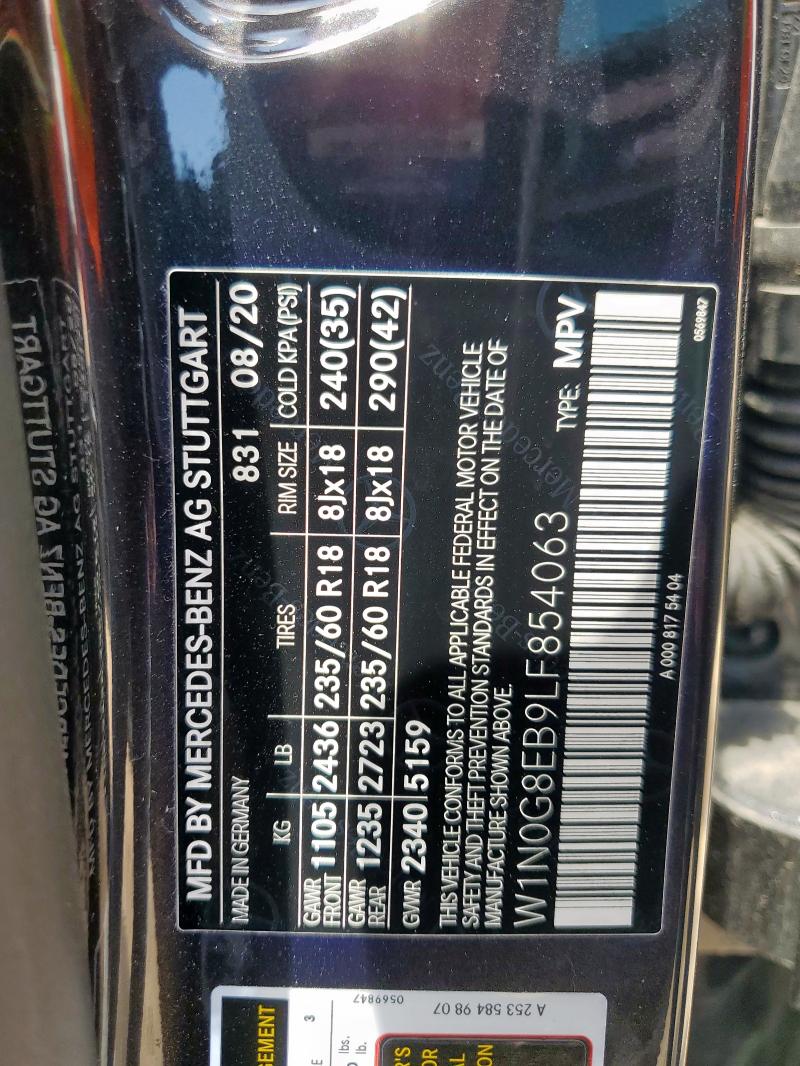 MFD BY MERCEDES-BENZ AG STUTTGART
MADE IN GERMANY 831 08/20
KG LB TIRES RIM SIZE COLD KPA(PSI)
GAWR FRONT 1105 2436 235/60 R18 8Jx18 240(35)
GAWR REAR 1235 2723 235/60 R18 8Jx18 290(42)
GVWR 2340 5159
THIS VEHICLE CONFORMS TO ALL APPLICABLE FEDERAL MOTOR VEHICLE
SAFETY AND THEFT PREVENTION STANDARDS IN EFFECT ON THE DATE OF
MANUFACTURE SHOWN ABOVE.
W1N0G8EB9LF854063 TYPE: MPV
A 000 817 54 04
0569847
0569847
A 253 584 98 07
3
lbs.
lb.